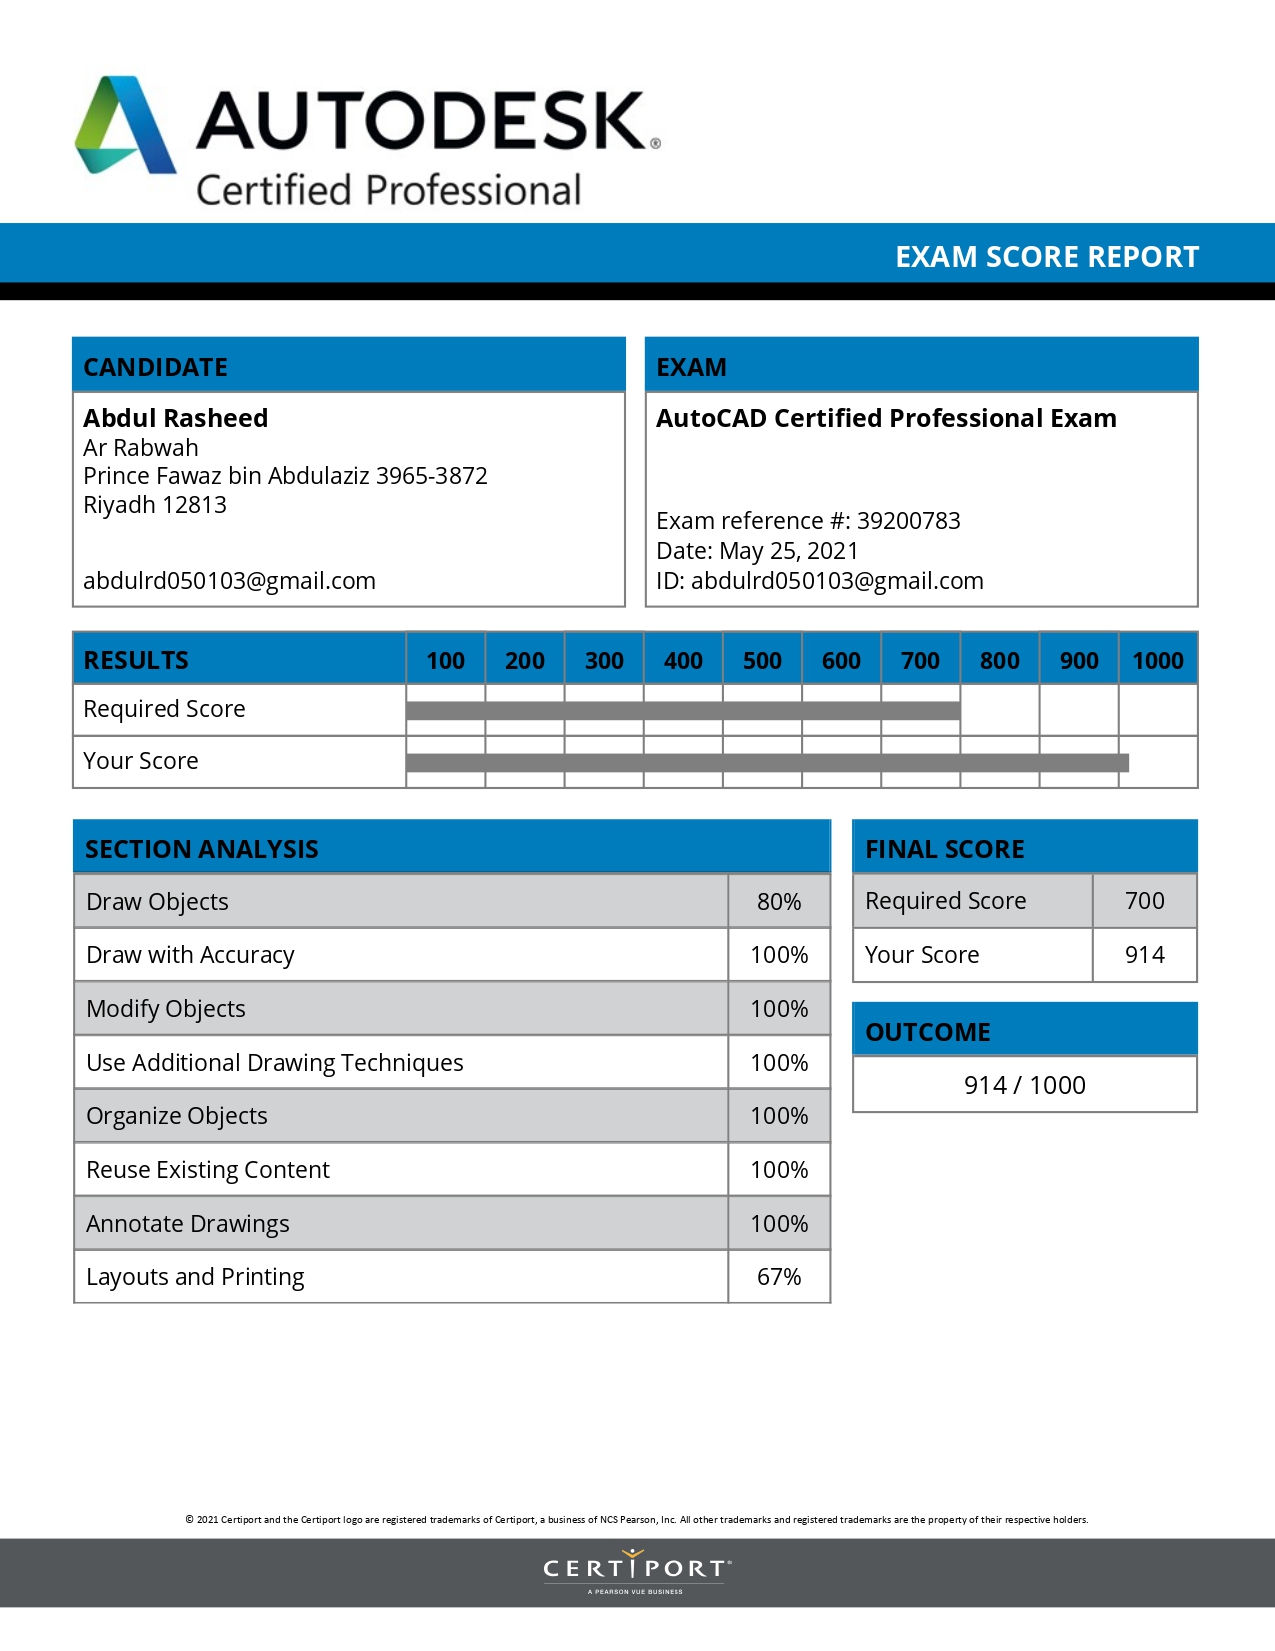 AUTODESK®
Certified Professional
EXAM SCORE REPORT
CANDIDATE
Abdul Rasheed
Ar Rabwah
Prince Fawaz bin Abdulaziz 3965-3872
Riyadh 12813
abdulrd050103@gmail.com
EXAM
AutoCAD Certified Professional Exam
Exam reference #: 39200783
Date: May 25, 2021
ID: abdulrd050103@gmail.com
RESULTS 100 200 300 400 500 600 700 800 900 1000
Required Score
Your Score
SECTION ANALYSIS
Draw Objects 80%
Draw with Accuracy 100%
Modify Objects 100%
Use Additional Drawing Techniques 100%
Organize Objects 100%
Reuse Existing Content 100%
Annotate Drawings 100%
Layouts and Printing 67%
FINAL SCORE
Required Score 700
Your Score 914
OUTCOME
914 / 1000
© 2021 Certiport and the Certiport logo are registered trademarks of Certiport, a business of NCS Pearson, Inc. All other trademarks and registered trademarks are the property of their respective holders.
CERTIPORT®
A PEARSON VUE BUSINESS